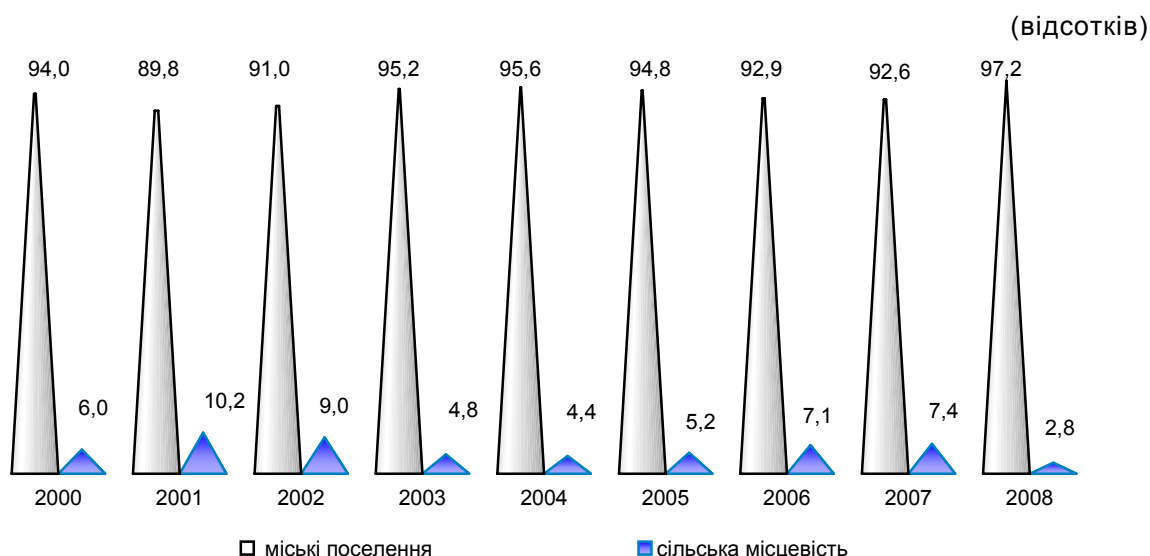 (відсотків)
94,0 89,8 91,0 95,2 95,6 94,8 92,9 92,6 97,2
6,0 10,2 9,0 4,8 4,4 5,2 7,1 7,4 2,8
2000 2001 2002 2003 2004 2005 2006 2007 2008
міські поселення сільська місцевість